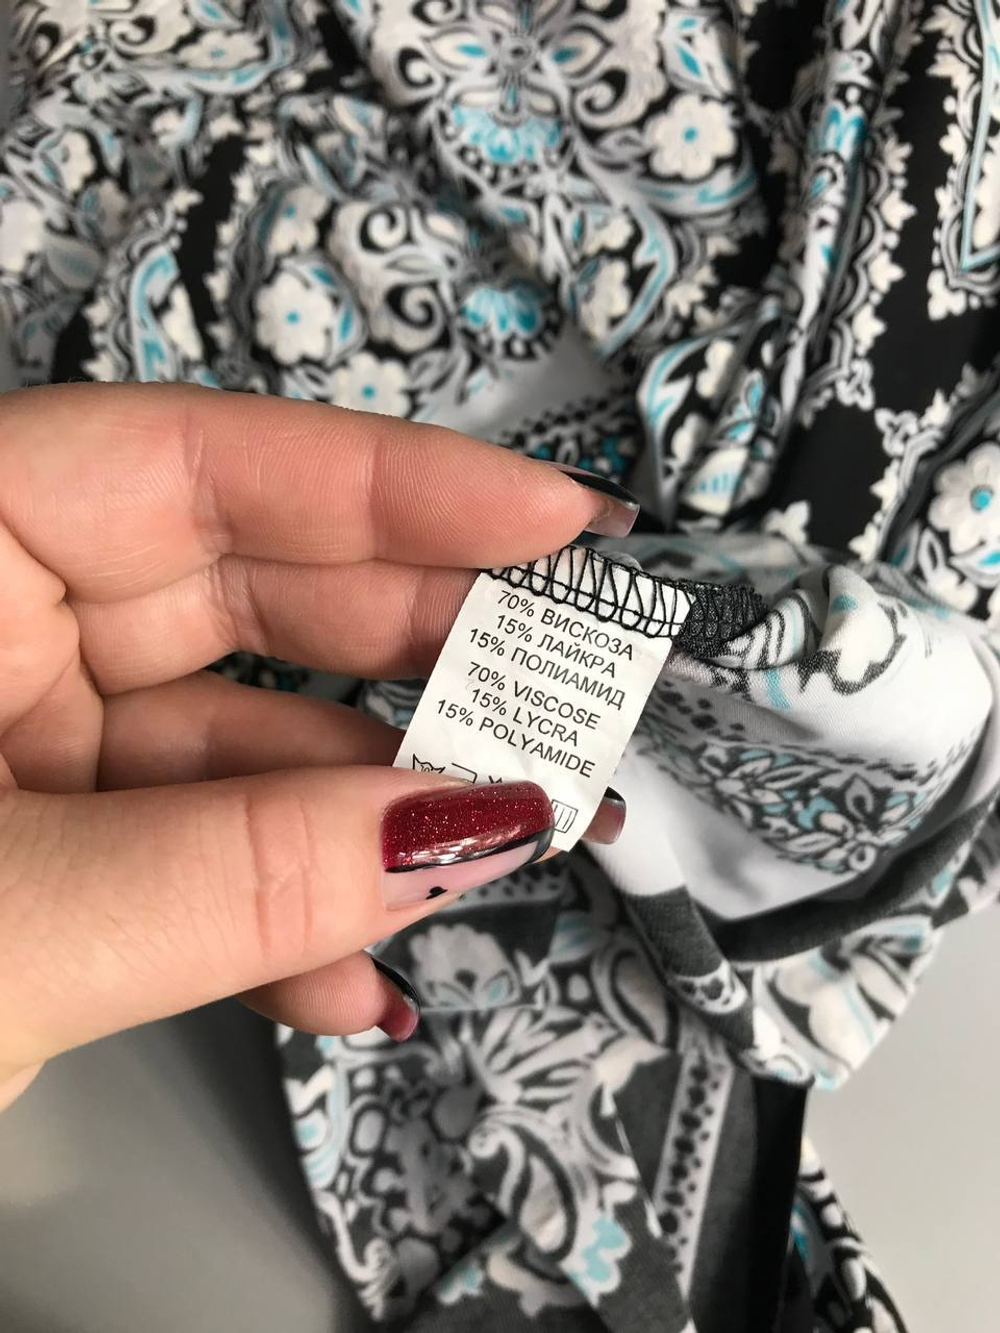 70% ВИСКОЗА
15% ЛАЙКРА
15% ПОЛИАМИД
70% VISCOSE
15% LYCRA
15% POLYAMIDE